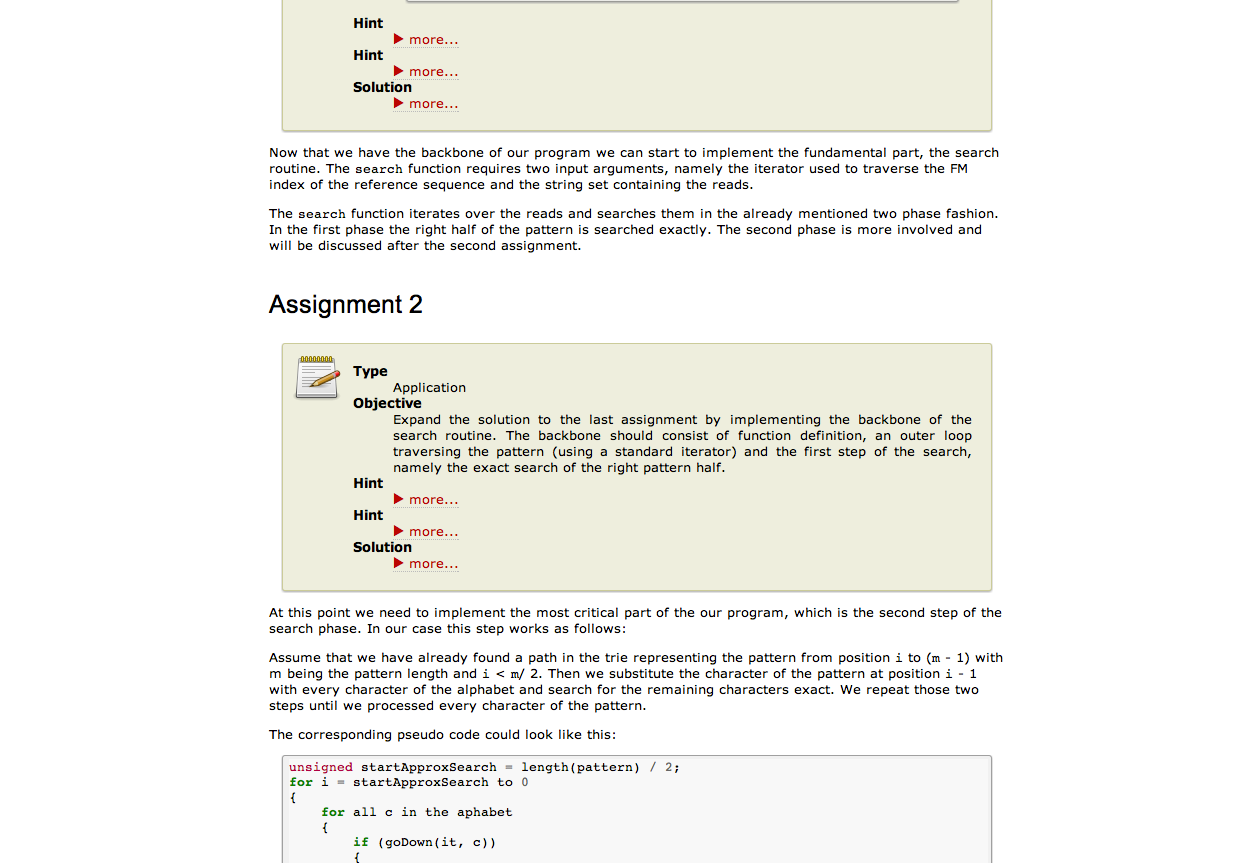 Hint
more...
Hint
more...
Solution
more...
Now that we have the backbone of our program we can start to implement the fundamental part, the search
routine. The search function requires two input arguments, namely the iterator used to traverse the FM
index of the reference sequence and the string set containing the reads.
The search function iterates over the reads and searches them in the already mentioned two phase fashion.
In the first phase the right half of the pattern is searched exactly. The second phase is more involved and
will be discussed after the second assignment.
Assignment 2
Type
Application
Objective
Expand the solution to the last assignment by implementing the backbone of the
search routine. The backbone should consist of function definition, an outer loop
traversing the pattern (using a standard iterator) and the first step of the search,
namely the exact search of the right pattern half.
Hint
more...
Hint
more...
Solution
more...
At this point we need to implement the most critical part of the our program, which is the second step of the
search phase. In our case this step works as follows:
Assume that we have already found a path in the trie representing the pattern from position i to (m - 1) with
m being the pattern length and i < m/ 2. Then we substitute the character of the pattern at position i - 1
with every character of the alphabet and search for the remaining characters exact. We repeat those two
steps until we processed every character of the pattern.
The corresponding pseudo code could look like this:
unsigned startApproxSearch = length(pattern) / 2;
for i = startApproxSearch to 0
{
for all c in the aphabet
{
if (goDown(it, c))
{